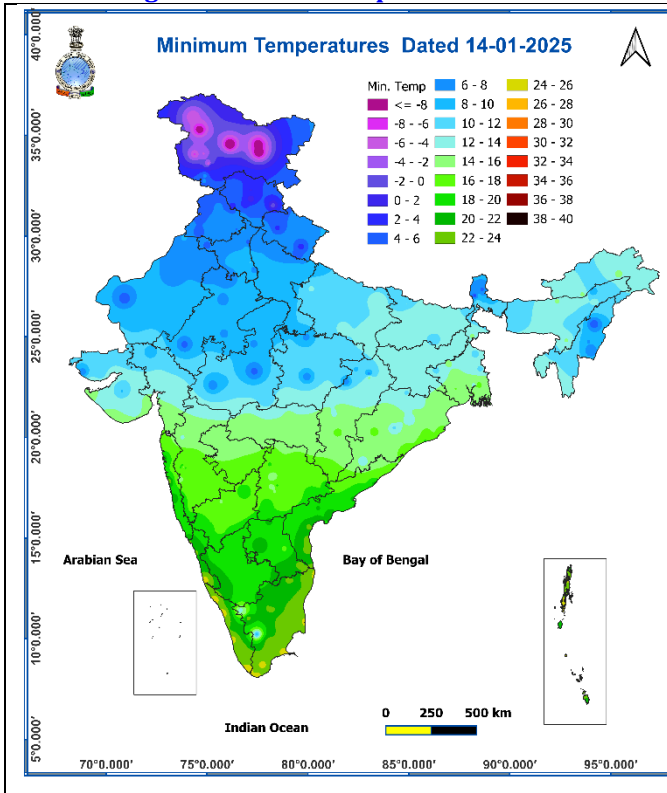 Minimum Temperatures Dated 14-01-2025
Min. Temp
<= -8
-8 - -6
-6 - -4
-4 - -2
-2 - 0
0 - 2
2 - 4
4 - 6
6 - 8
8 - 10
10 - 12
12 - 14
14 - 16
16 - 18
18 - 20
20 - 22
22 - 24
24 - 26
26 - 28
28 - 30
30 - 32
32 - 34
34 - 36
36 - 38
38 - 40
40°0.000'
35°0.000'
30°0.000'
25°0.000'
20°0.000'
15°0.000'
10°0.000'
5°0.000'
Arabian Sea
Bay of Bengal
Indian Ocean
0 250 500 km
70°0.000' 75°0.000' 80°0.000' 85°0.000' 90°0.000' 95°0.000'